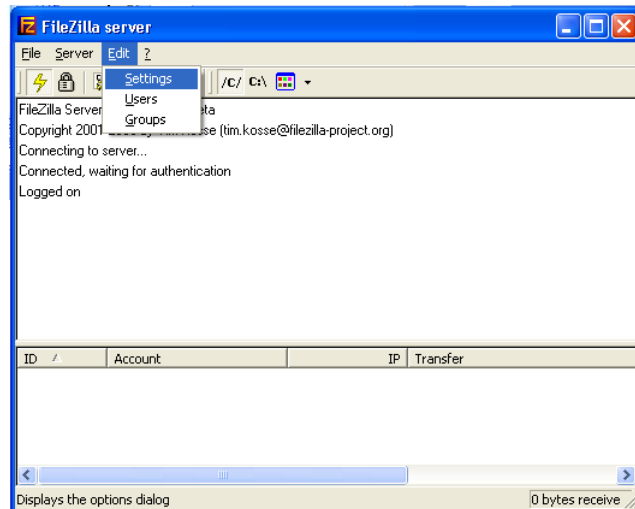 FileZilla server
File Server Edit ?
/C/ C:\
Settings
Users
Groups
FileZilla Server eta
Copyright 2001 (tim.kosse@filezilla-project.org)
Connecting to server...
Connected, waiting for authentication
Logged on
ID Account IP Transfer
Displays the options dialog 0 bytes receive